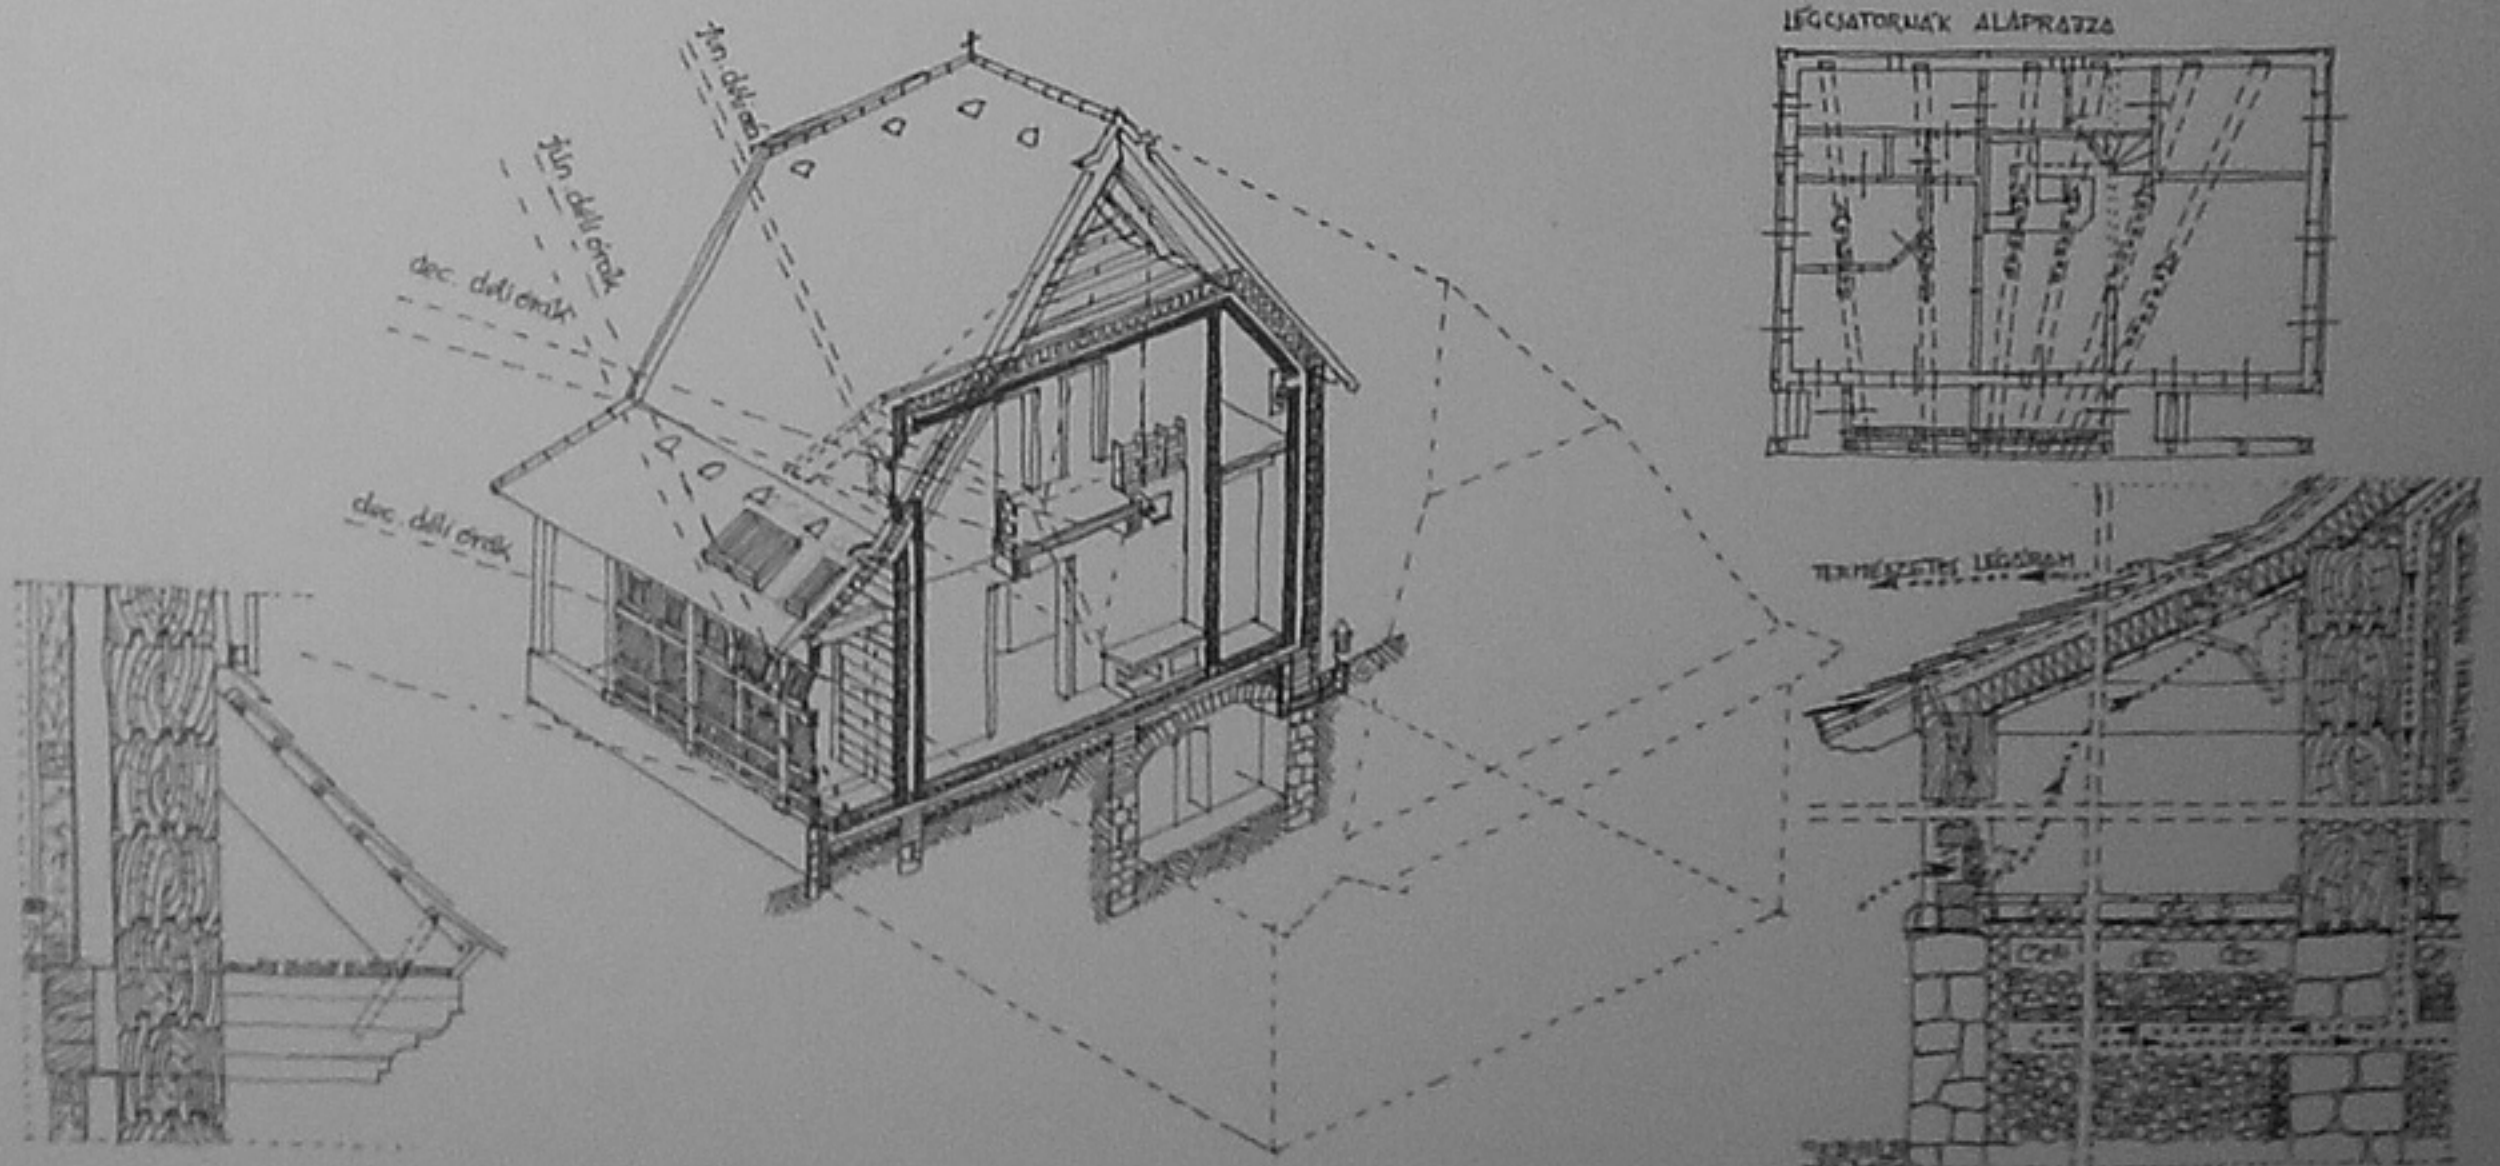 LÉGCSATORNÁK ALAPRAJZA
jún. déli órák
jún. déli órák
dec. déli órák
dec. déli órák
TERMÉSZETES LÉGÁRAM